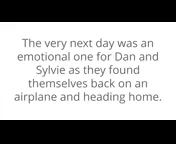 The very next day was an
emotional one for Dan and
Sylvie as they found
themselves back on an
airplane and heading home.